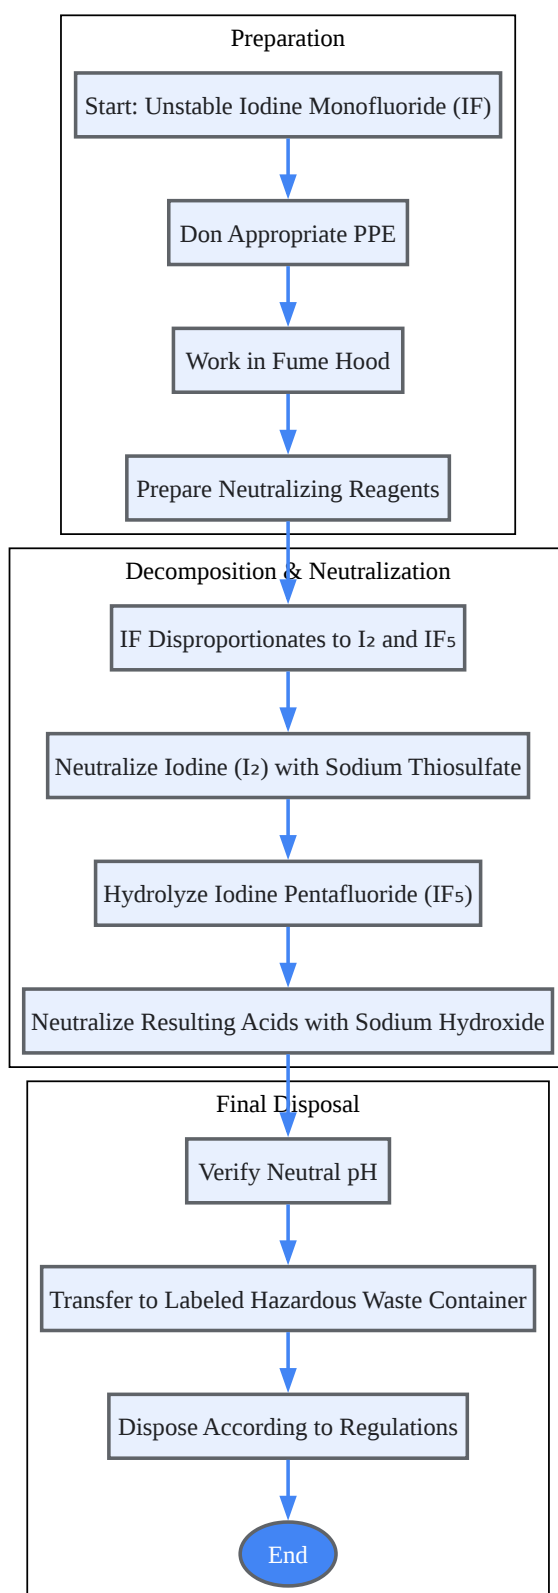 Preparation
Start: Unstable Iodine Monofluoride (IF)
Don Appropriate PPE
Work in Fume Hood
Prepare Neutralizing Reagents
Decomposition & Neutralization
IF Disproportionates to I₂ and IF₅
Neutralize Iodine (I₂) with Sodium Thiosulfate
Hydrolyze Iodine Pentafluoride (IF₅)
Neutralize Resulting Acids with Sodium Hydroxide
Final Disposal
Verify Neutral pH
Transfer to Labeled Hazardous Waste Container
Dispose According to Regulations
End